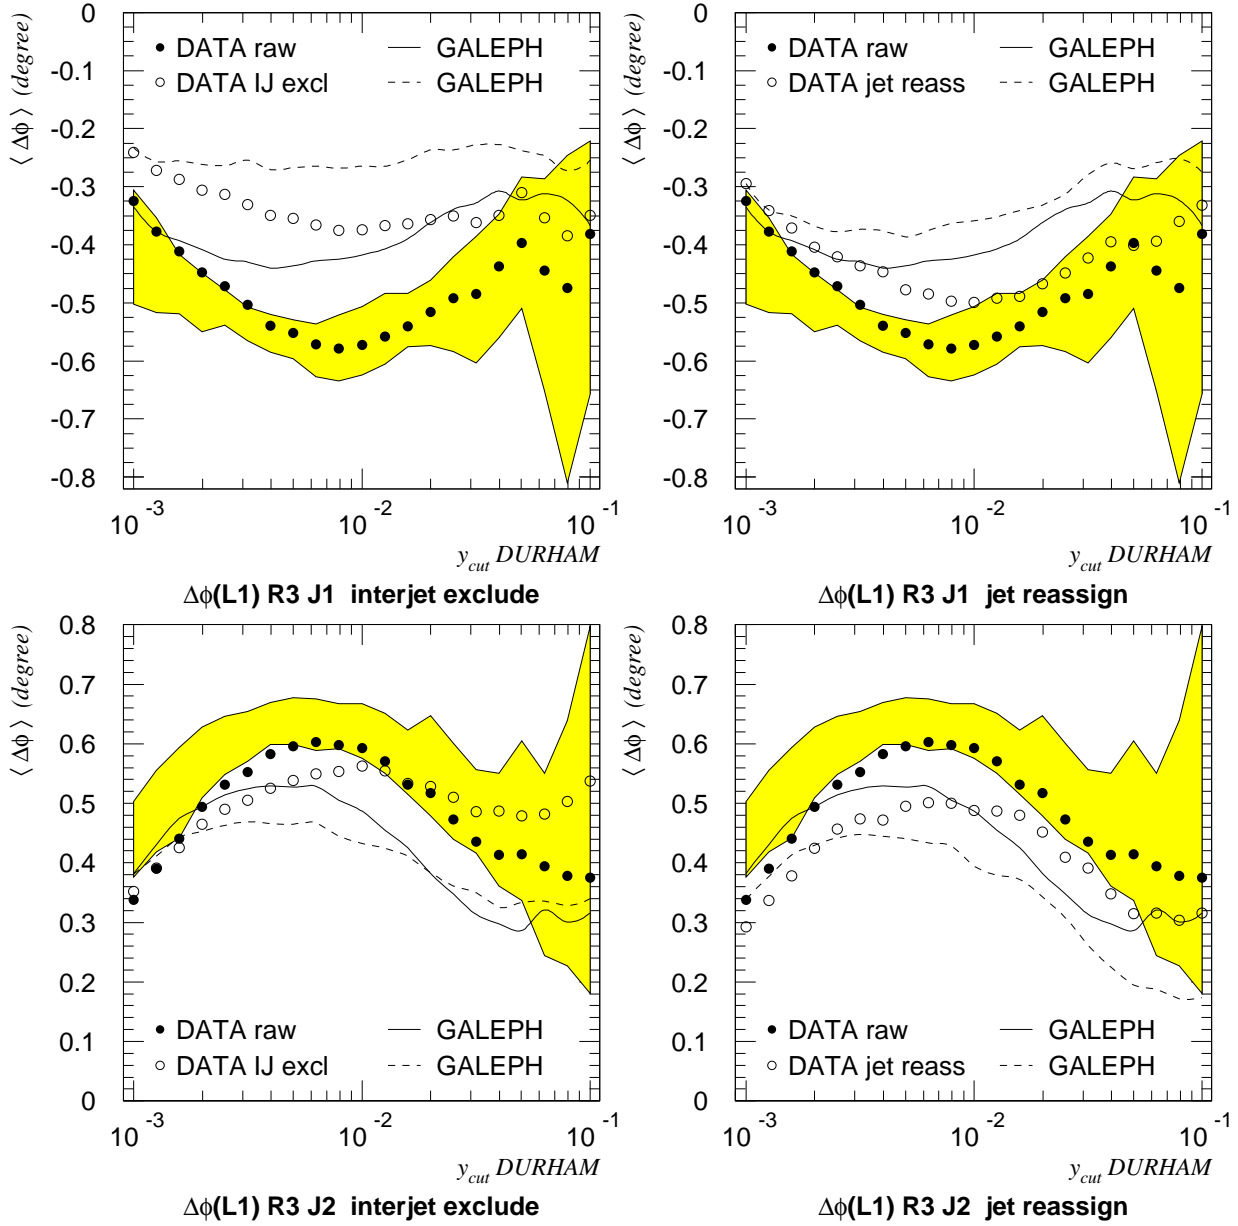 0
-0.1
-0.2
-0.3
-0.4
-0.5
-0.6
-0.7
-0.8
⟨ Δϕ ⟩ (degree)
DATA raw
DATA IJ excl
GALEPH
GALEPH
10^-3
10^-2
10^-1
y_cut DURHAM
Δϕ(L1) R3 J1 interjet exclude
0
-0.1
-0.2
-0.3
-0.4
-0.5
-0.6
-0.7
-0.8
⟨ Δϕ ⟩ (degree)
DATA raw
DATA jet reass
GALEPH
GALEPH
10^-3
10^-2
10^-1
y_cut DURHAM
Δϕ(L1) R3 J1 jet reassign
0.8
0.7
0.6
0.5
0.4
0.3
0.2
0.1
0
⟨ Δϕ ⟩ (degree)
DATA raw
DATA IJ excl
GALEPH
GALEPH
10^-3
10^-2
10^-1
y_cut DURHAM
Δϕ(L1) R3 J2 interjet exclude
0.8
0.7
0.6
0.5
0.4
0.3
0.2
0.1
0
⟨ Δϕ ⟩ (degree)
DATA raw
DATA jet reass
GALEPH
GALEPH
10^-3
10^-2
10^-1
y_cut DURHAM
Δϕ(L1) R3 J2 jet reassign